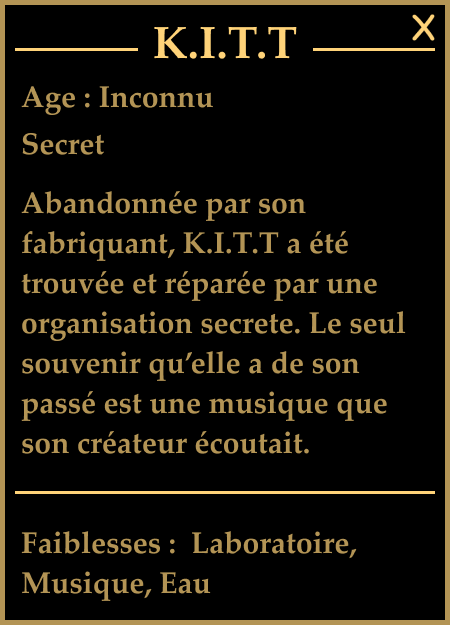 K.I.T.T
X
Age : Inconnu
Secret
Abandonnée par son
fabriquant, K.I.T.T a été
trouvée et réparée par une
organisation secrete. Le seul
souvenir qu’elle a de son
passé est une musique que
son créateur écoutait.
Faiblesses : Laboratoire,
Musique, Eau